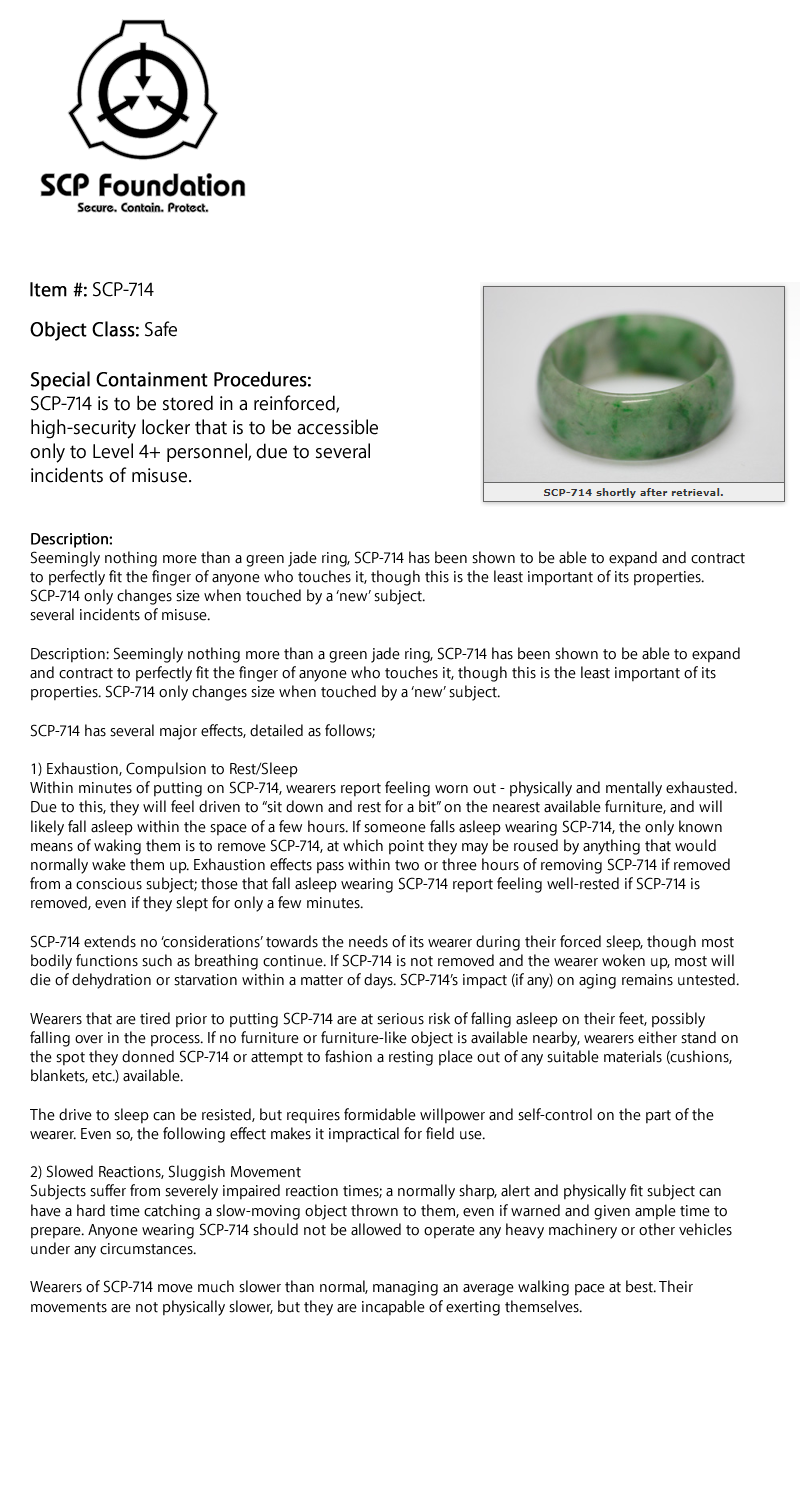 SCP Foundation
Secure. Contain. Protect.
Item #: SCP-714
Object Class: Safe
Special Containment Procedures:
SCP-714 is to be stored in a reinforced,
high-security locker that is to be accessible
only to Level 4+ personnel, due to several
incidents of misuse.
SCP-714 shortly after retrieval.
Description:
Seemingly nothing more than a green jade ring, SCP-714 has been shown to be able to expand and contract
to perfectly fit the finger of anyone who touches it, though this is the least important of its properties.
SCP-714 only changes size when touched by a ‘new’ subject.
several incidents of misuse.
Description: Seemingly nothing more than a green jade ring, SCP-714 has been shown to be able to expand
and contract to perfectly fit the finger of anyone who touches it, though this is the least important of its
properties. SCP-714 only changes size when touched by a ‘new’ subject.
SCP-714 has several major effects, detailed as follows;
1) Exhaustion, Compulsion to Rest/Sleep
Within minutes of putting on SCP-714, wearers report feeling worn out - physically and mentally exhausted.
Due to this, they will feel driven to “sit down and rest for a bit” on the nearest available furniture, and will
likely fall asleep within the space of a few hours. If someone falls asleep wearing SCP-714, the only known
means of waking them is to remove SCP-714, at which point they may be roused by anything that would
normally wake them up. Exhaustion effects pass within two or three hours of removing SCP-714 if removed
from a conscious subject; those that fall asleep wearing SCP-714 report feeling well-rested if SCP-714 is
removed, even if they slept for only a few minutes.
SCP-714 extends no ‘considerations’ towards the needs of its wearer during their forced sleep, though most
bodily functions such as breathing continue. If SCP-714 is not removed and the wearer woken up, most will
die of dehydration or starvation within a matter of days. SCP-714’s impact (if any) on aging remains untested.
Wearers that are tired prior to putting SCP-714 are at serious risk of falling asleep on their feet, possibly
falling over in the process. If no furniture or furniture-like object is available nearby, wearers either stand on
the spot they donned SCP-714 or attempt to fashion a resting place out of any suitable materials (cushions,
blankets, etc.) available.
The drive to sleep can be resisted, but requires formidable willpower and self-control on the part of the
wearer. Even so, the following effect makes it impractical for field use.
2) Slowed Reactions, Sluggish Movement
Subjects suffer from severely impaired reaction times; a normally sharp, alert and physically fit subject can
have a hard time catching a slow-moving object thrown to them, even if warned and given ample time to
prepare. Anyone wearing SCP-714 should not be allowed to operate any heavy machinery or other vehicles
under any circumstances.
Wearers of SCP-714 move much slower than normal, managing an average walking pace at best. Their
movements are not physically slower, but they are incapable of exerting themselves.